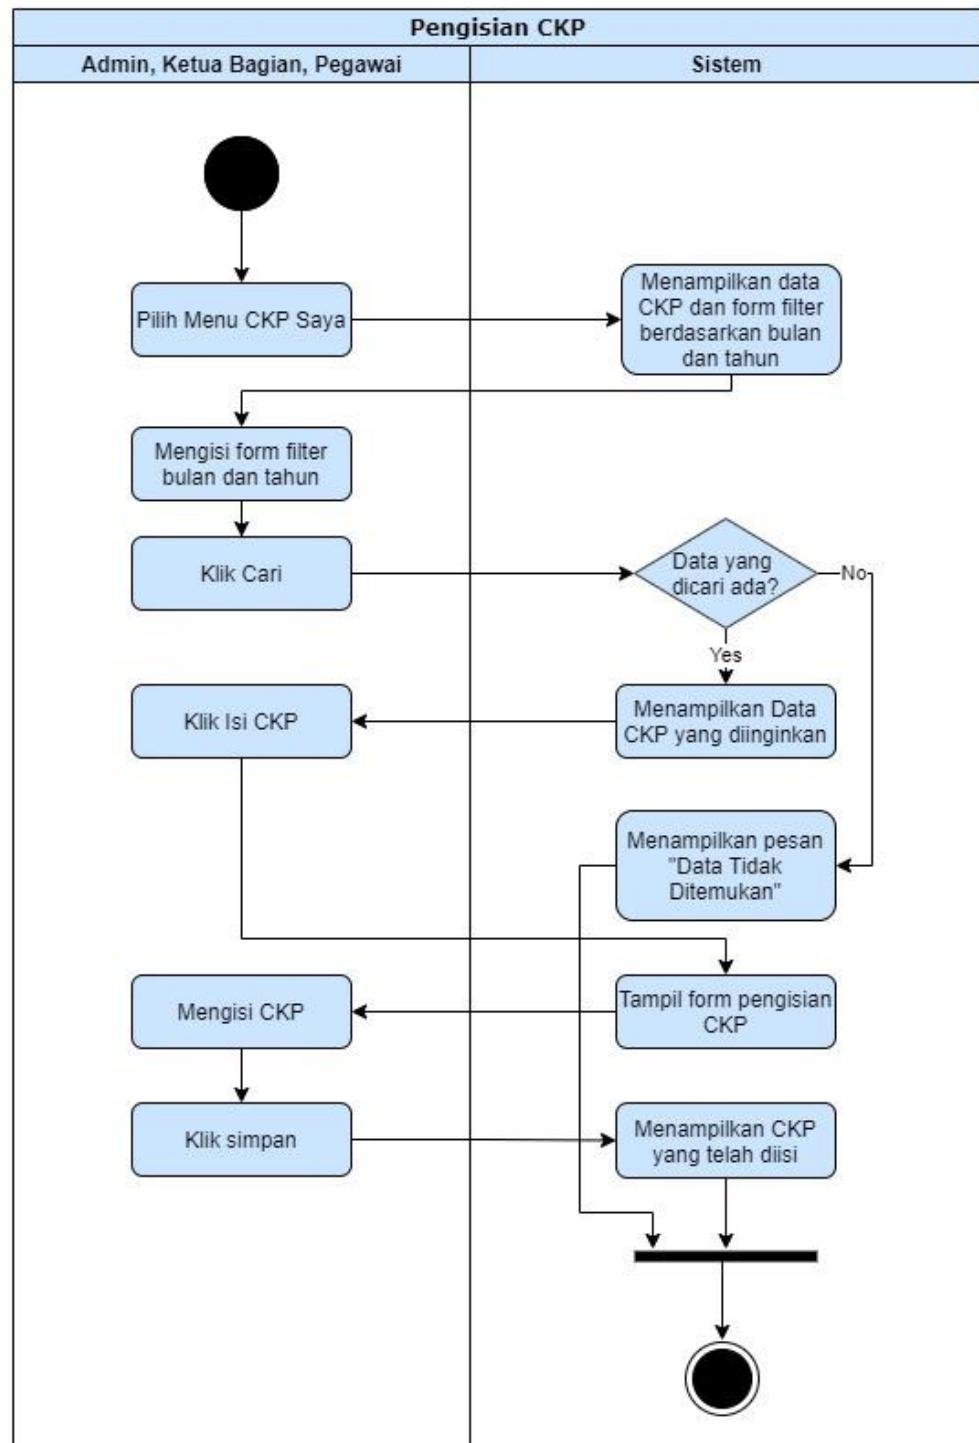 Pengisian CKP
Admin, Ketua Bagian, Pegawai
Sistem
Pilih Menu CKP Saya
Menampilkan data
CKP dan form filter
berdasarkan bulan
dan tahun
Mengisi form filter
bulan dan tahun
Klik Cari
Data yang
dicari ada?
No
Yes
Menampilkan Data
CKP yang diinginkan
Klik Isi CKP
Menampilkan pesan
"Data Tidak
Ditemukan"
Tampil form pengisian
CKP
Mengisi CKP
Klik simpan
Menampilkan CKP
yang telah diisi